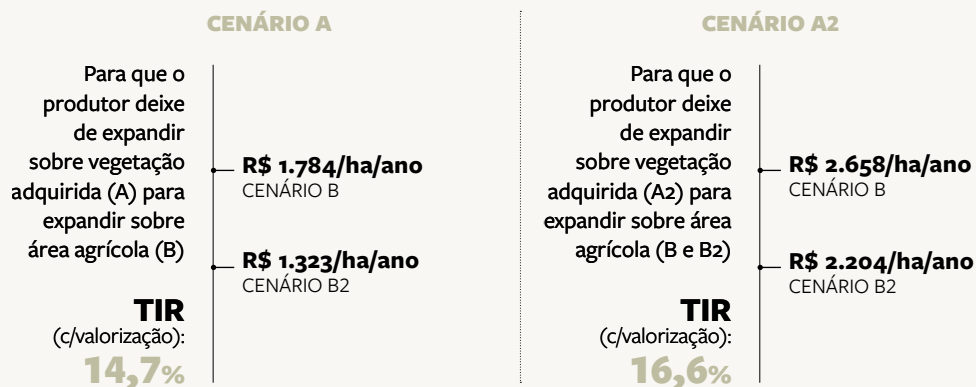 CENÁRIO A
Para que o
produtor deixe
de expandir
sobre vegetação
adquirida (A) para
expandir sobre
área agrícola (B)
R$ 1.784/ha/ano
CENÁRIO B
R$ 1.323/ha/ano
CENÁRIO B2
TIR
(c/valorização):
14,7%
CENÁRIO A2
Para que o
produtor deixe
de expandir
sobre vegetação
adquirida (A2) para
expandir sobre área
agrícola (B e B2)
R$ 2.658/ha/ano
CENÁRIO B
R$ 2.204/ha/ano
CENÁRIO B2
TIR
(c/valorização):
16,6%